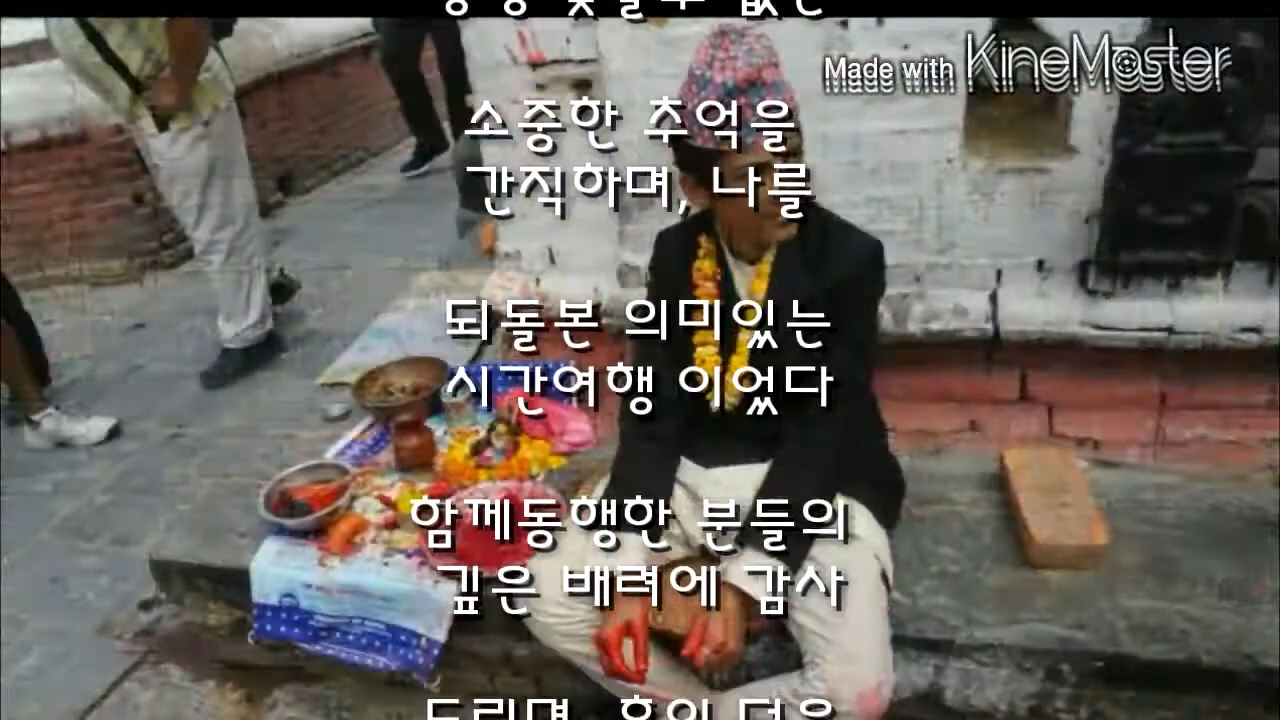 Made with KineMaster
소중한 추억을
간직하며, 나를
되돌본 의미있는
시간여행 이었다
함께동행한 분들의
깊은 배려에 감사